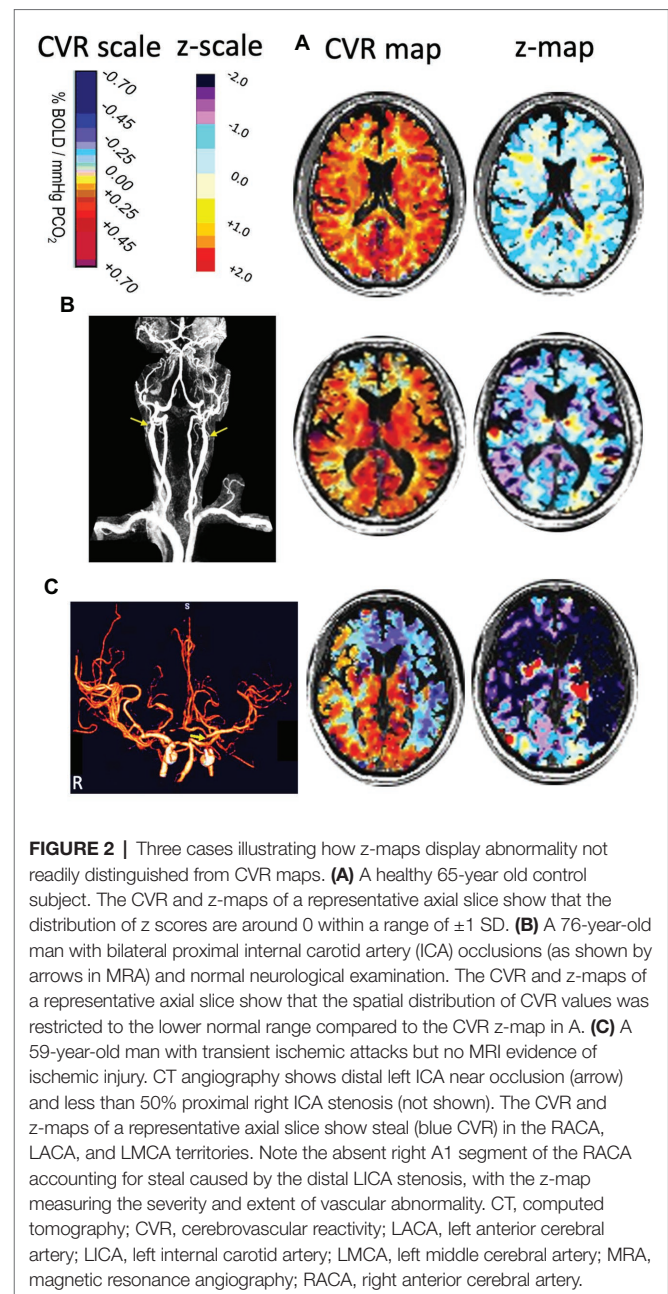 CVR scale
z-scale
A
CVR map
z-map
% BOLD / mmHg PCO₂
-0.70
-0.45
-0.25
0.00
+0.25
+0.45
+0.70
-2.0
-1.0
0.0
+1.0
+2.0
B
C
S
R
FIGURE 2 | Three cases illustrating how z-maps display abnormality not
readily distinguished from CVR maps. (A) A healthy 65-year old control
subject. The CVR and z-maps of a representative axial slice show that the
distribution of z scores are around 0 within a range of ±1 SD. (B) A 76-year-old
man with bilateral proximal internal carotid artery (ICA) occlusions (as shown by
arrows in MRA) and normal neurological examination. The CVR and z-maps of
a representative axial slice show that the spatial distribution of CVR values was
restricted to the lower normal range compared to the CVR z-map in A. (C) A
59-year-old man with transient ischemic attacks but no MRI evidence of
ischemic injury. CT angiography shows distal left ICA near occlusion (arrow)
and less than 50% proximal right ICA stenosis (not shown). The CVR and
z-maps of a representative axial slice show steal (blue CVR) in the RACA,
LACA, and LMCA territories. Note the absent right A1 segment of the RACA
accounting for steal caused by the distal LICA stenosis, with the z-map
measuring the severity and extent of vascular abnormality. CT, computed
tomography; CVR, cerebrovascular reactivity; LACA, left anterior cerebral
artery; LICA, left internal carotid artery; LMCA, left middle cerebral artery; MRA,
magnetic resonance angiography; RACA, right anterior cerebral artery.